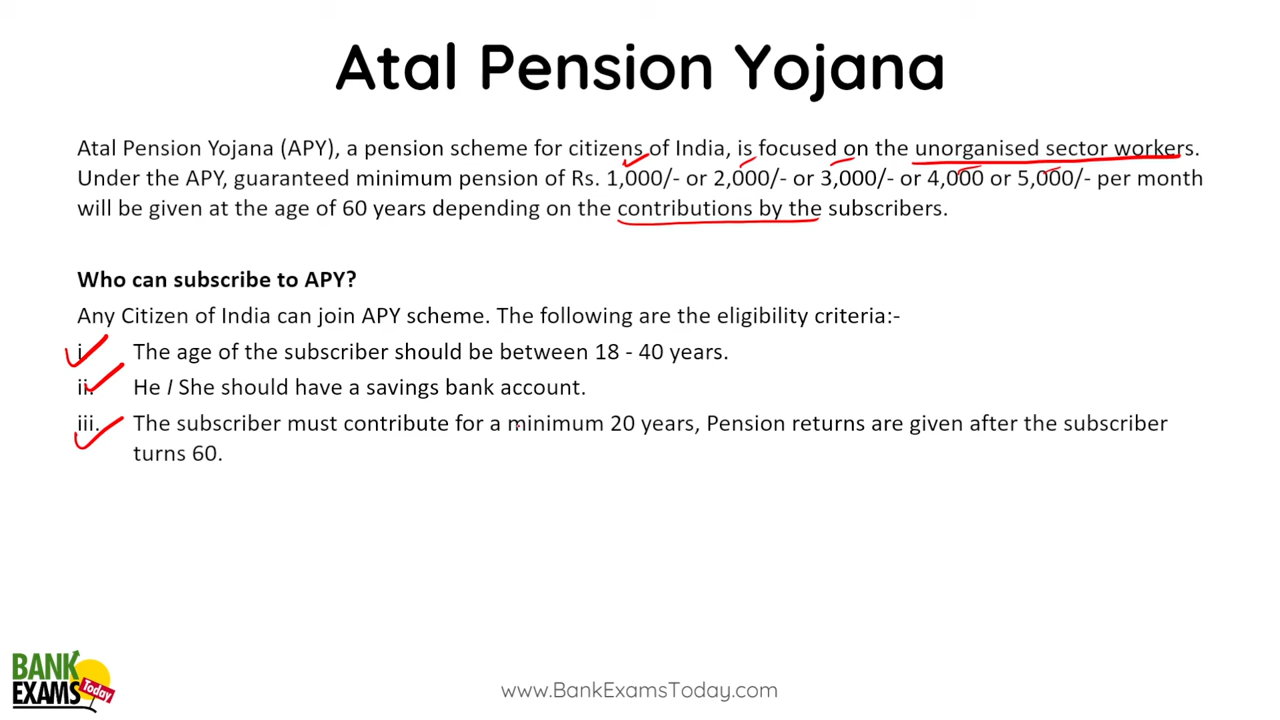 Atal Pension Yojana
Atal Pension Yojana (APY), a pension scheme for citizens of India, is focused on the unorganised sector workers.
Under the APY, guaranteed minimum pension of Rs. 1,000/- or 2,000/- or 3,000/- or 4,000 or 5,000/- per month
will be given at the age of 60 years depending on the contributions by the subscribers.
Who can subscribe to APY?
Any Citizen of India can join APY scheme. The following are the eligibility criteria:-
i. The age of the subscriber should be between 18 - 40 years.
ii. He / She should have a savings bank account.
iii. The subscriber must contribute for a minimum 20 years, Pension returns are given after the subscriber
turns 60.
BANK
EXAMS Today
www.BankExamsToday.com